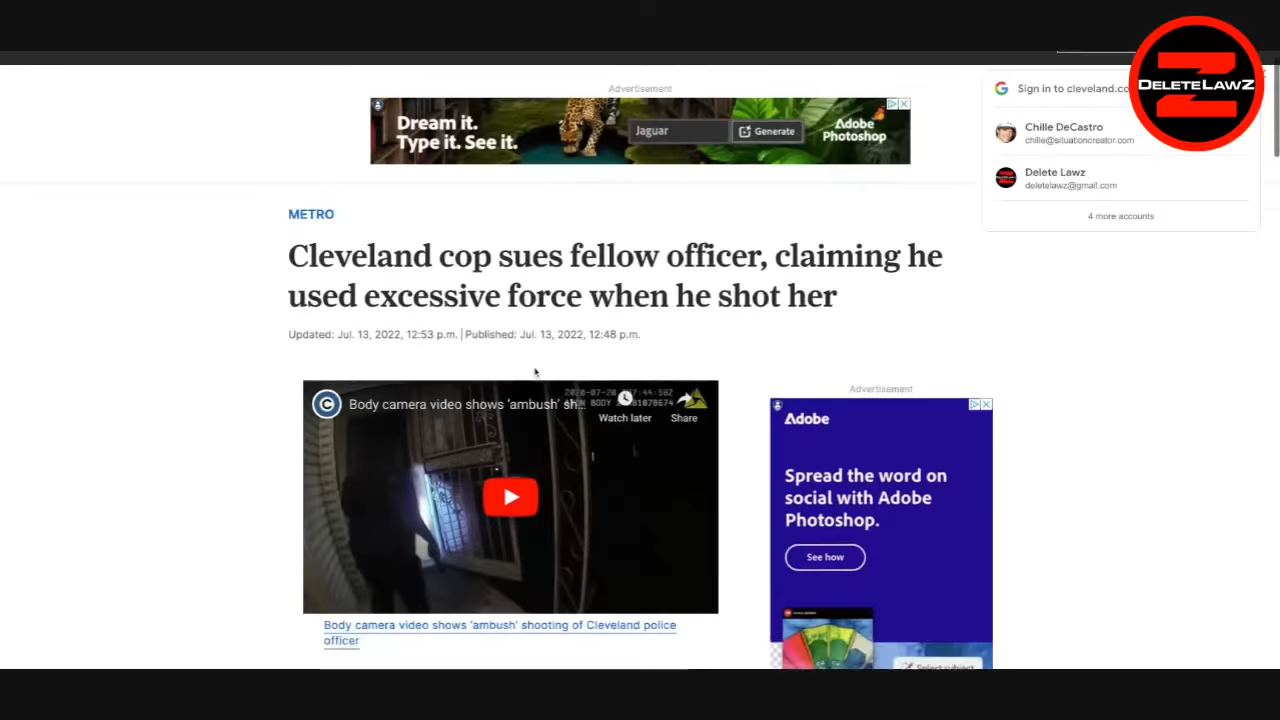 Advertisement
Dream it.
Type it. See it.
Jaguar
Generate
Adobe
Photoshop
Sign in to cleveland.co
DELETELAWZ
Chille DeCastro
chille@situationcreator.com
Delete Lawz
deletelawz@gmail.com
4 more accounts
METRO
Cleveland cop sues fellow officer, claiming he
used excessive force when he shot her
Updated: Jul. 13, 2022, 12:53 p.m. | Published: Jul. 13, 2022, 12:48 p.m.
Body camera video shows 'ambush' sh...
Watch later
Share
Body camera video shows 'ambush' shooting of Cleveland police
officer
Advertisement
Adobe
Spread the word on
social with Adobe
Photoshop.
See how
Select subject